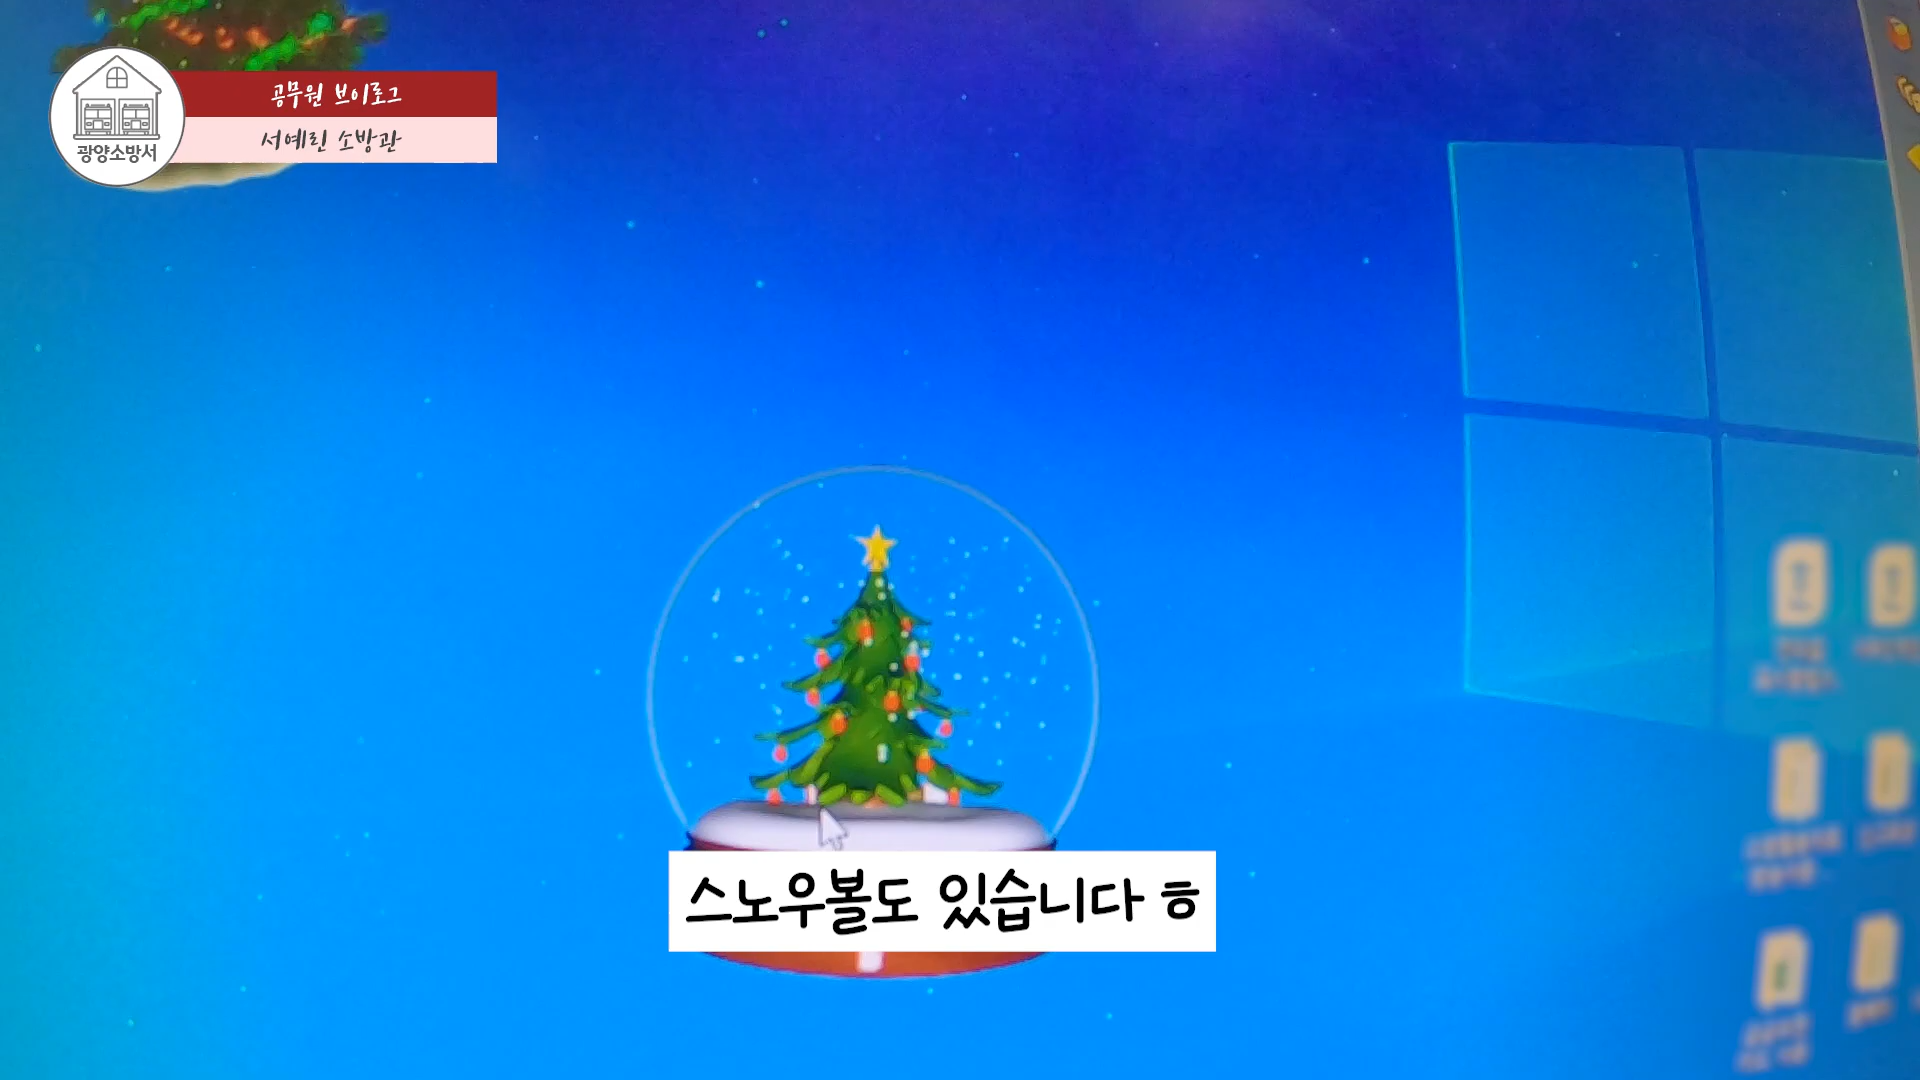 공무원 브이로그
서예린 소방관
광양소방서
스노우볼도 있습니다 ㅎ